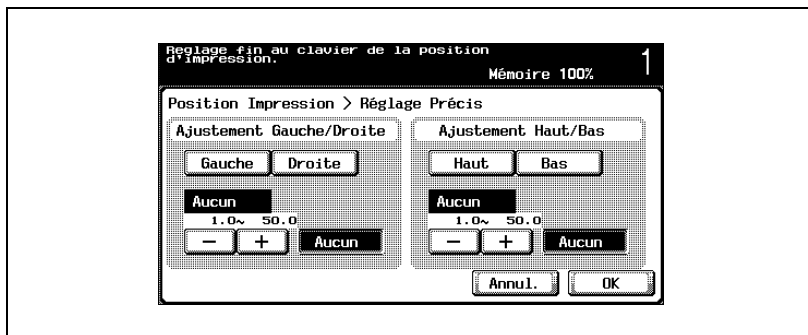 Reglage fin au clavier de la position
d'impression.
Mémoire 100%
1
Position Impression > Réglage Précis
Ajustement Gauche/Droite
Ajustement Haut/Bas
Gauche Droite
Haut Bas
Aucun
Aucun
1.0~ 50.0
1.0~ 50.0
− + Aucun
− + Aucun
Annul. OK